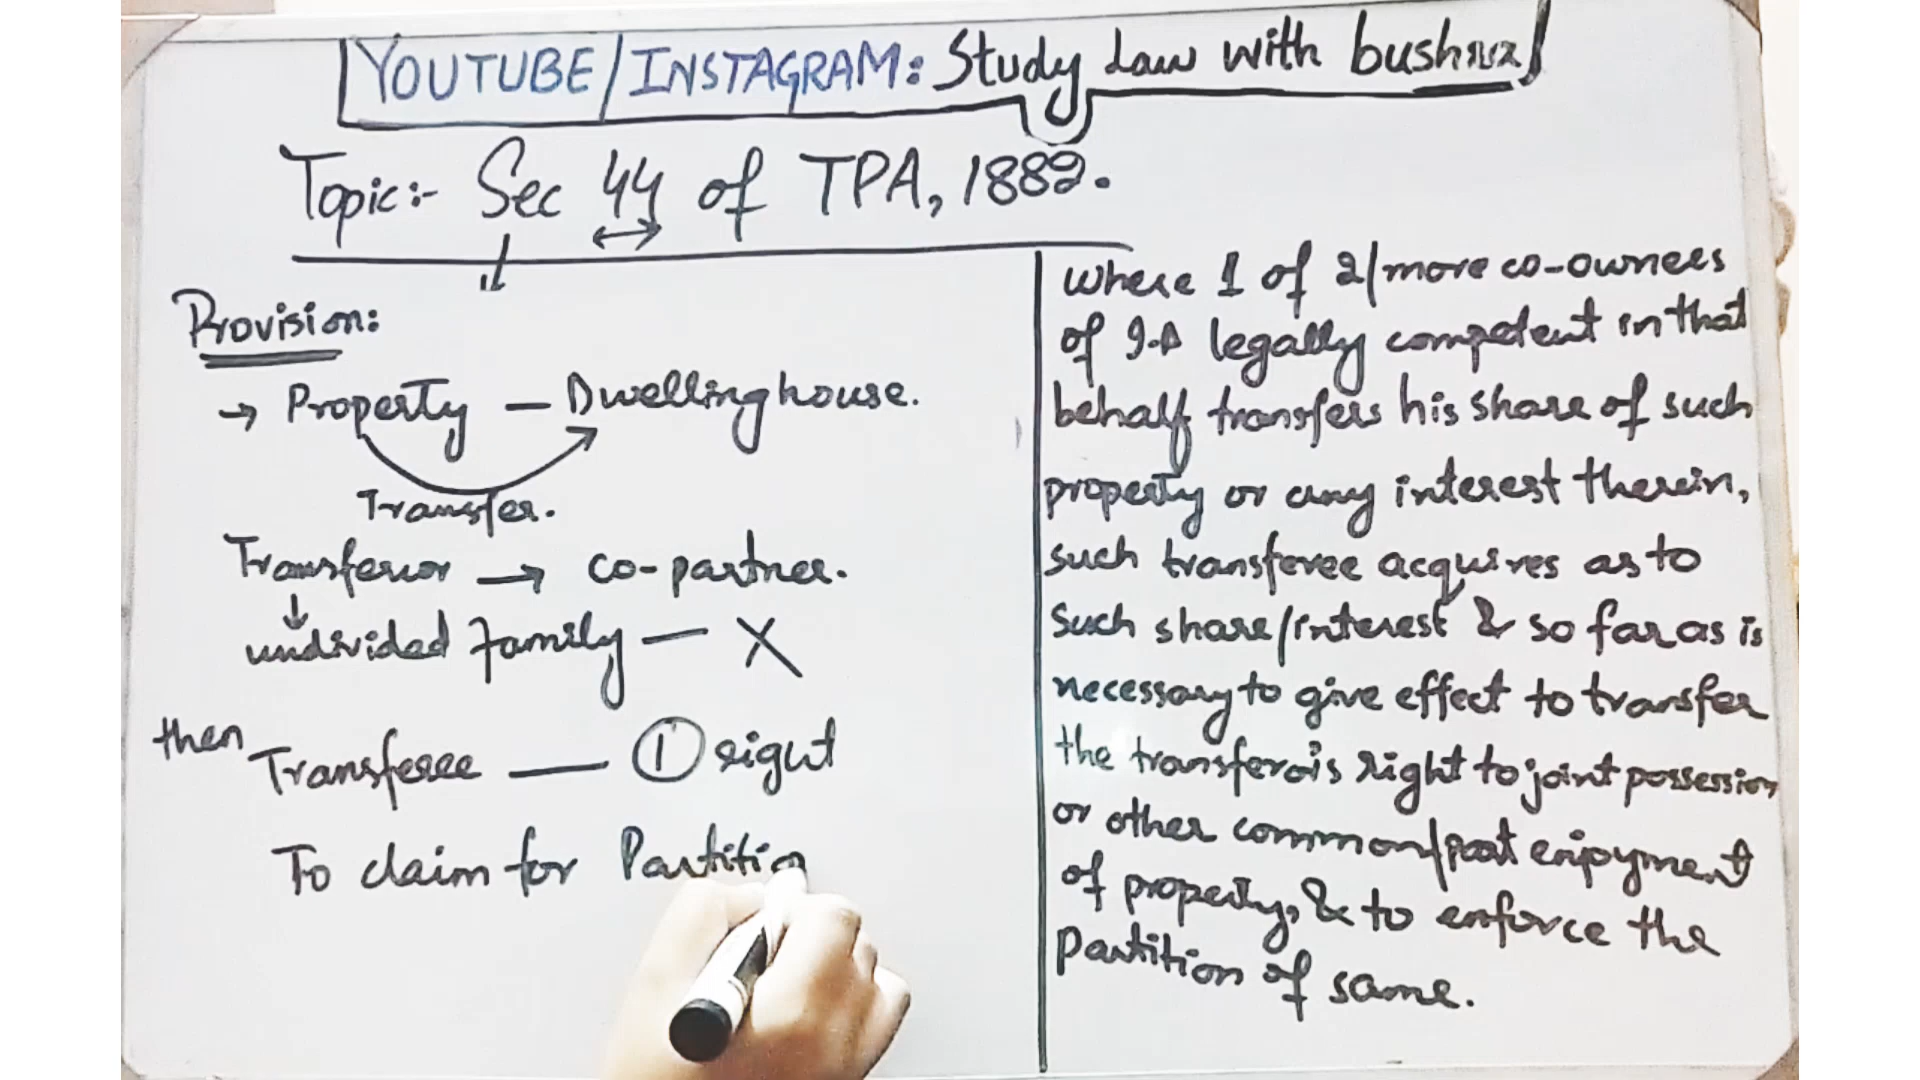 YOUTUBE/INSTAGRAM: Study Law with bushra
Topic:- Sec 44 of TPA, 1882.
Provision:
→ Property — Dwelling house.
Transfer.
Transferor → co-partner.
↓
undivided family — X
then Transferee — ① right
To claim for Partitio
where 1 of 2/more co-owners
of I.P legally competent in that
behalf transfers his share of such
property or any interest therein,
such transferee acquires as to
such share/interest & so far as is
necessary to give effect to transfer
the transferor's right to joint possession
or other common/part enjoyment
of property, & to enforce the
partition of same.